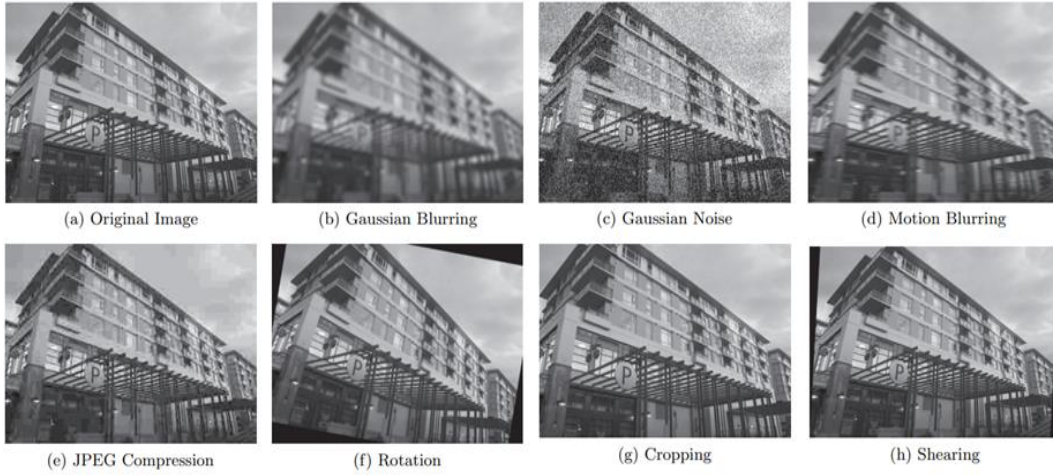 P
P
P
P
(a) Original Image
(b) Gaussian Blurring
(c) Gaussian Noise
(d) Motion Blurring
P
P
P
P
(e) JPEG Compression
(f) Rotation
(g) Cropping
(h) Shearing